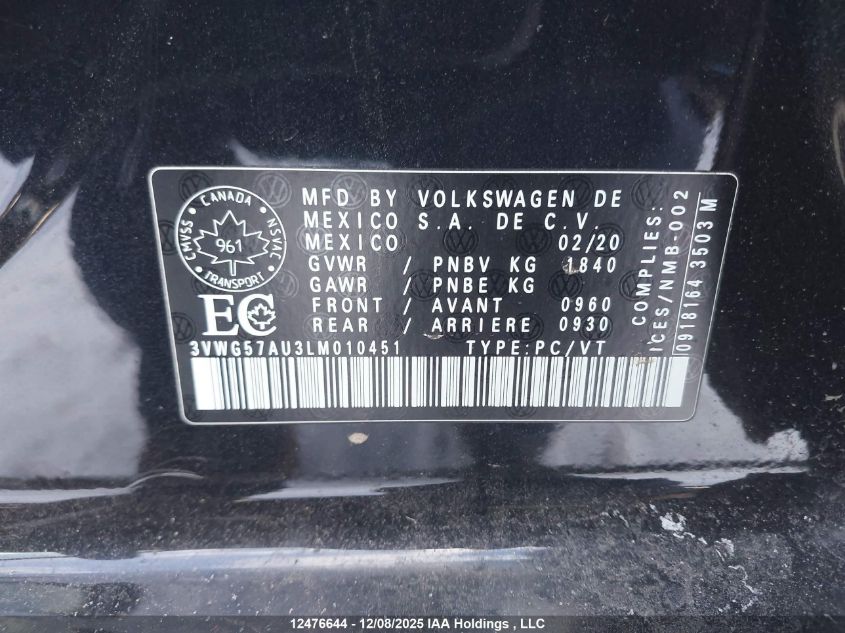 CANADA
CMVSS
NSVAC
961
TRANSPORT
EC
MFD BY VOLKSWAGEN DE
MEXICO S.A. DE C.V.
MEXICO 02/20
GVWR / PNBV KG 1840
GAWR / PNBE KG
FRONT / AVANT 0960
REAR / ARRIERE 0930
3VWG57AU3LM010451 TYPE:PC/VT
COMPLIES:
ICES/NMB-002
0918164 3503M
12476644 - 12/08/2025 IAA Holdings , LLC